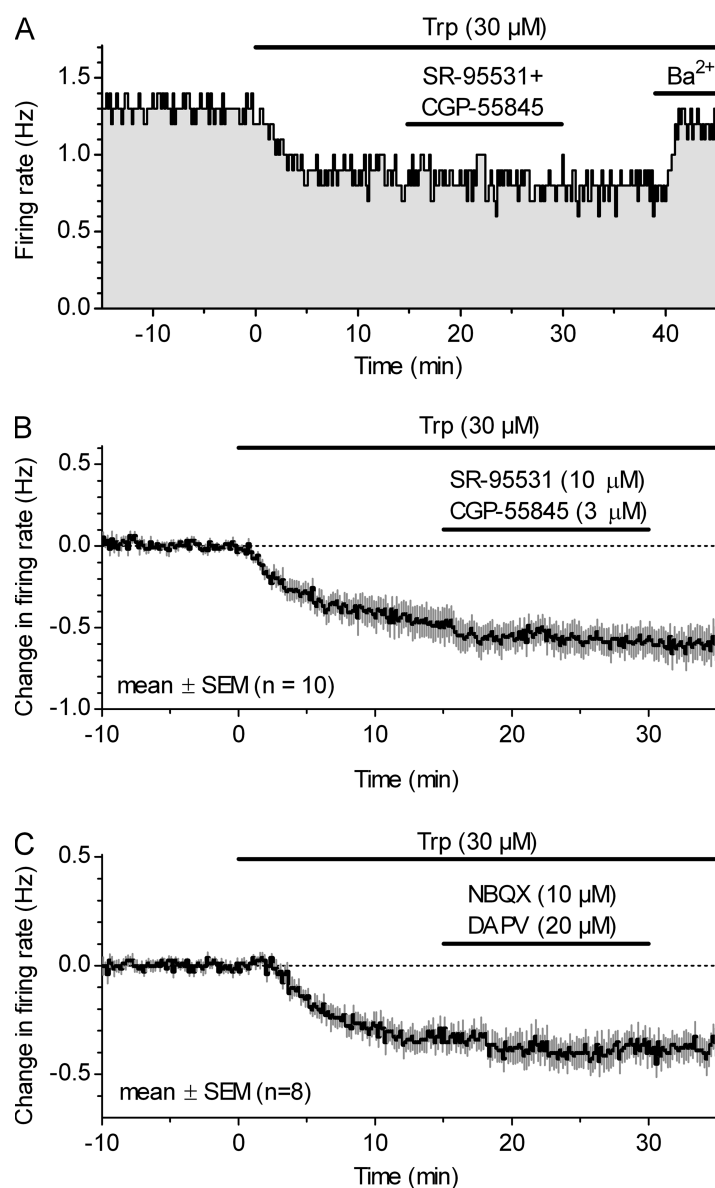 A
Trp (30 µM)
SR-95531+
CGP-55845
Ba2+
1.5
1.0
0.5
0.0
Firing rate (Hz)
-10 0 10 20 30 40
Time (min)
B
Trp (30 µM)
SR-95531 (10 µM)
CGP-55845 (3 µM)
0.5
0.0
-0.5
-1.0
Change in firing rate (Hz)
mean ± SEM (n = 10)
-10 0 10 20 30
Time (min)
C
Trp (30 µM)
NBQX (10 µM)
DAPV (20 µM)
0.5
0.0
-0.5
Change in firing rate (Hz)
mean ± SEM (n=8)
-10 0 10 20 30
Time (min)